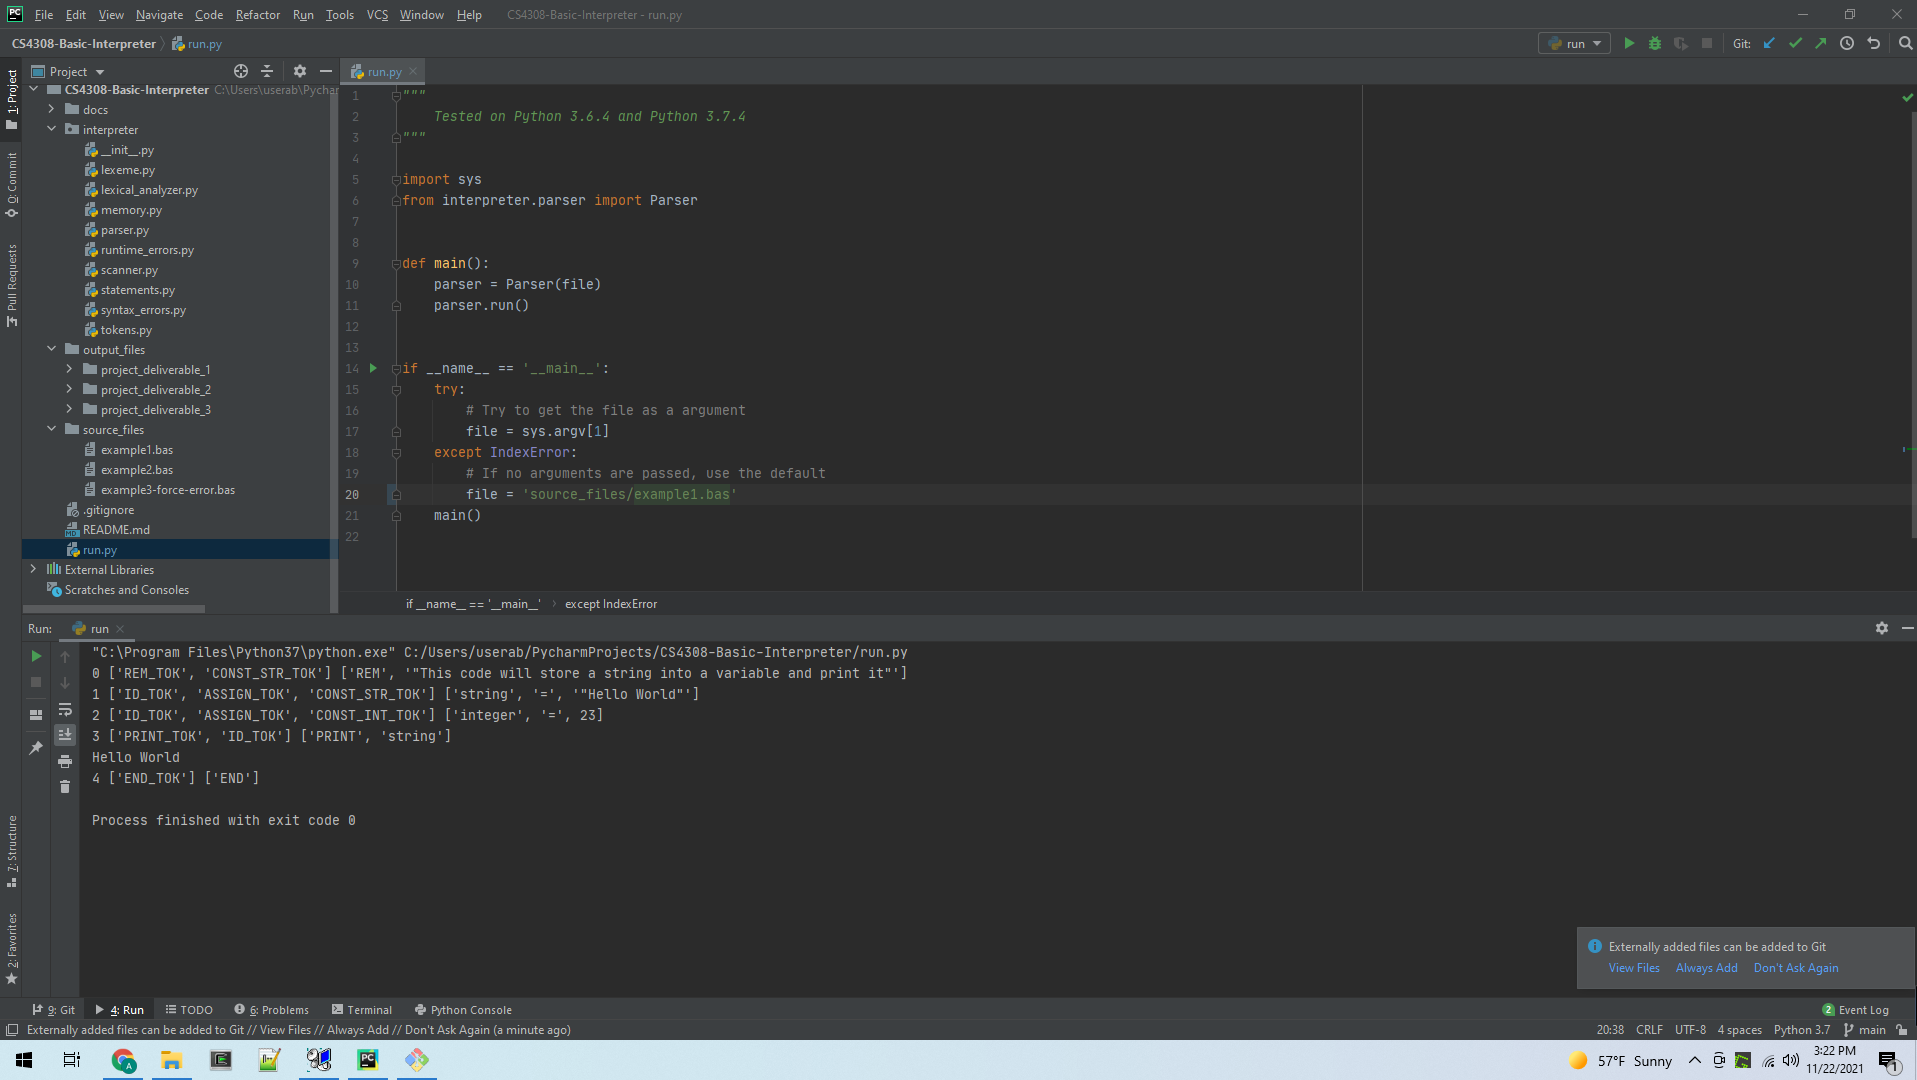 PC File Edit View Navigate Code Refactor Run Tools VCS Window Help CS4308-Basic-Interpreter - run.py
CS4308-Basic-Interpreter run.py run Git:
1: Project
0: Commit
Pull Requests
7: Structure
2: Favorites
Project
CS4308-Basic-Interpreter C:\Users\userab\Pychar
docs
interpreter
__init__.py
lexeme.py
lexical_analyzer.py
memory.py
parser.py
runtime_errors.py
scanner.py
statements.py
syntax_errors.py
tokens.py
output_files
project_deliverable_1
project_deliverable_2
project_deliverable_3
source_files
example1.bas
example2.bas
example3-force-error.bas
.gitignore
README.md
run.py
External Libraries
Scratches and Consoles
run.py
1 """
2 Tested on Python 3.6.4 and Python 3.7.4
3 """
4
5 import sys
6 from interpreter.parser import Parser
7
8
9 def main():
10 parser = Parser(file)
11 parser.run()
12
13
14 if __name__ == '__main__':
15 try:
16 # Try to get the file as a argument
17 file = sys.argv[1]
18 except IndexError:
19 # If no arguments are passed, use the default
20 file = 'source_files/example1.bas'
21 main()
22
if __name__ == '__main__' › except IndexError
Run: run
"C:\Program Files\Python37\python.exe" C:/Users/userab/PycharmProjects/CS4308-Basic-Interpreter/run.py
0 ['REM_TOK', 'CONST_STR_TOK'] ['REM', '"This code will store a string into a variable and print it"']
1 ['ID_TOK', 'ASSIGN_TOK', 'CONST_STR_TOK'] ['string', '=', '"Hello World"']
2 ['ID_TOK', 'ASSIGN_TOK', 'CONST_INT_TOK'] ['integer', '=', 23]
3 ['PRINT_TOK', 'ID_TOK'] ['PRINT', 'string']
Hello World
4 ['END_TOK'] ['END']
Process finished with exit code 0
Externally added files can be added to Git
View Files Always Add Don't Ask Again
9: Git 4: Run TODO 6: Problems Terminal Python Console 2 Event Log
Externally added files can be added to Git // View Files // Always Add // Don't Ask Again (a minute ago) 20:38 CRLF UTF-8 4 spaces Python 3.7 main
57°F Sunny
3:22 PM
11/22/2021
1